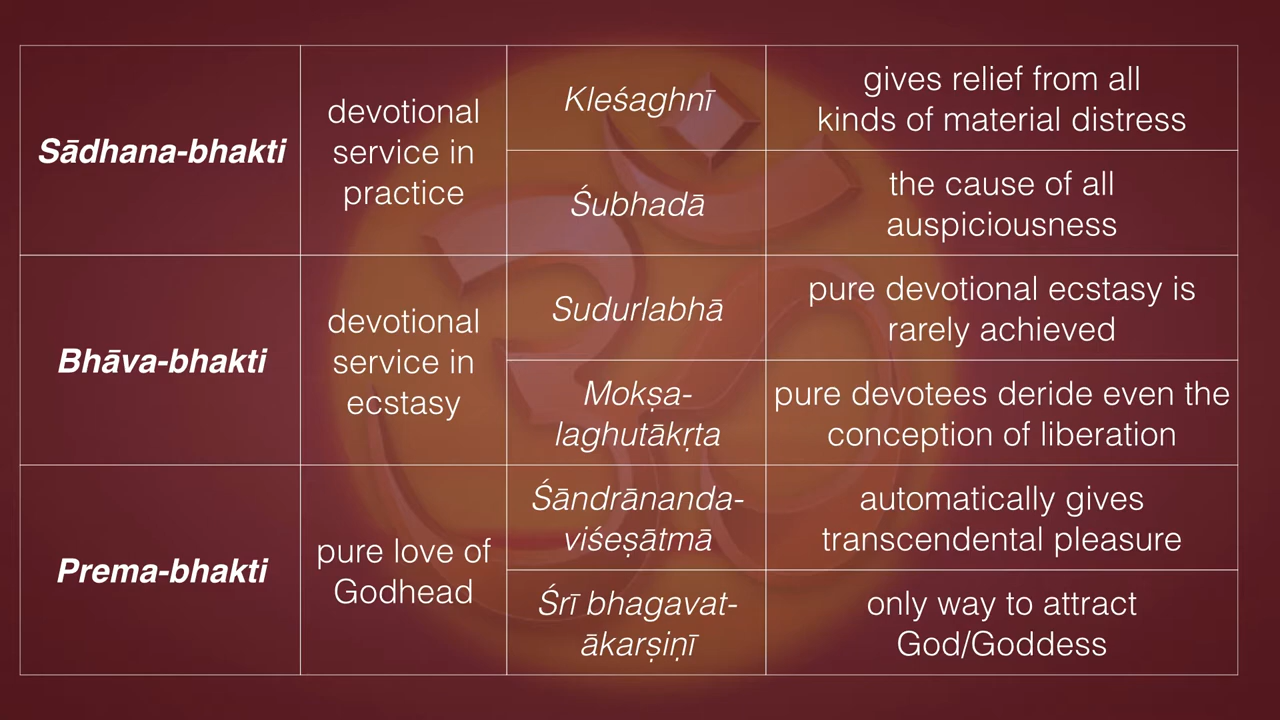 Sādhana-bhakti
devotional
service in
practice
Kleśaghnī
gives relief from all
kinds of material distress
Śubhadā
the cause of all
auspiciousness
Bhāva-bhakti
devotional
service in
ecstasy
Sudurlabhā
pure devotional ecstasy is
rarely achieved
Mokṣa-
laghutākṛta
pure devotees deride even the
conception of liberation
Prema-bhakti
pure love of
Godhead
Śāndrānanda-
viśeṣātmā
automatically gives
transcendental pleasure
Śrī bhagavat-
ākarṣiṇī
only way to attract
God/Goddess